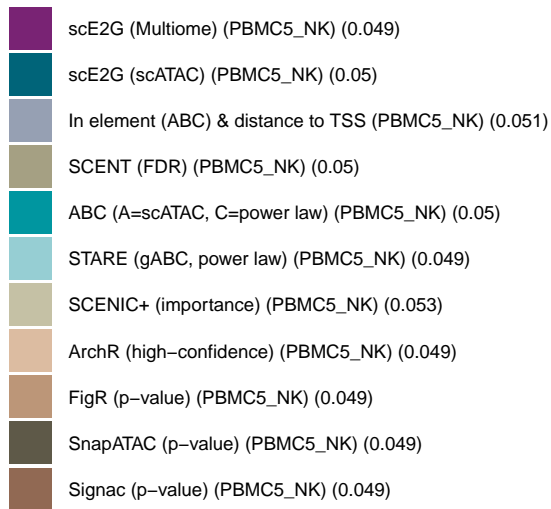 scE2G (Multiome) (PBMC5_NK) (0.049)
scE2G (scATAC) (PBMC5_NK) (0.05)
In element (ABC) & distance to TSS (PBMC5_NK) (0.051)
SCENT (FDR) (PBMC5_NK) (0.05)
ABC (A=scATAC, C=power law) (PBMC5_NK) (0.05)
STARE (gABC, power law) (PBMC5_NK) (0.049)
SCENIC+ (importance) (PBMC5_NK) (0.053)
ArchR (high−confidence) (PBMC5_NK) (0.049)
FigR (p−value) (PBMC5_NK) (0.049)
SnapATAC (p−value) (PBMC5_NK) (0.049)
Signac (p−value) (PBMC5_NK) (0.049)